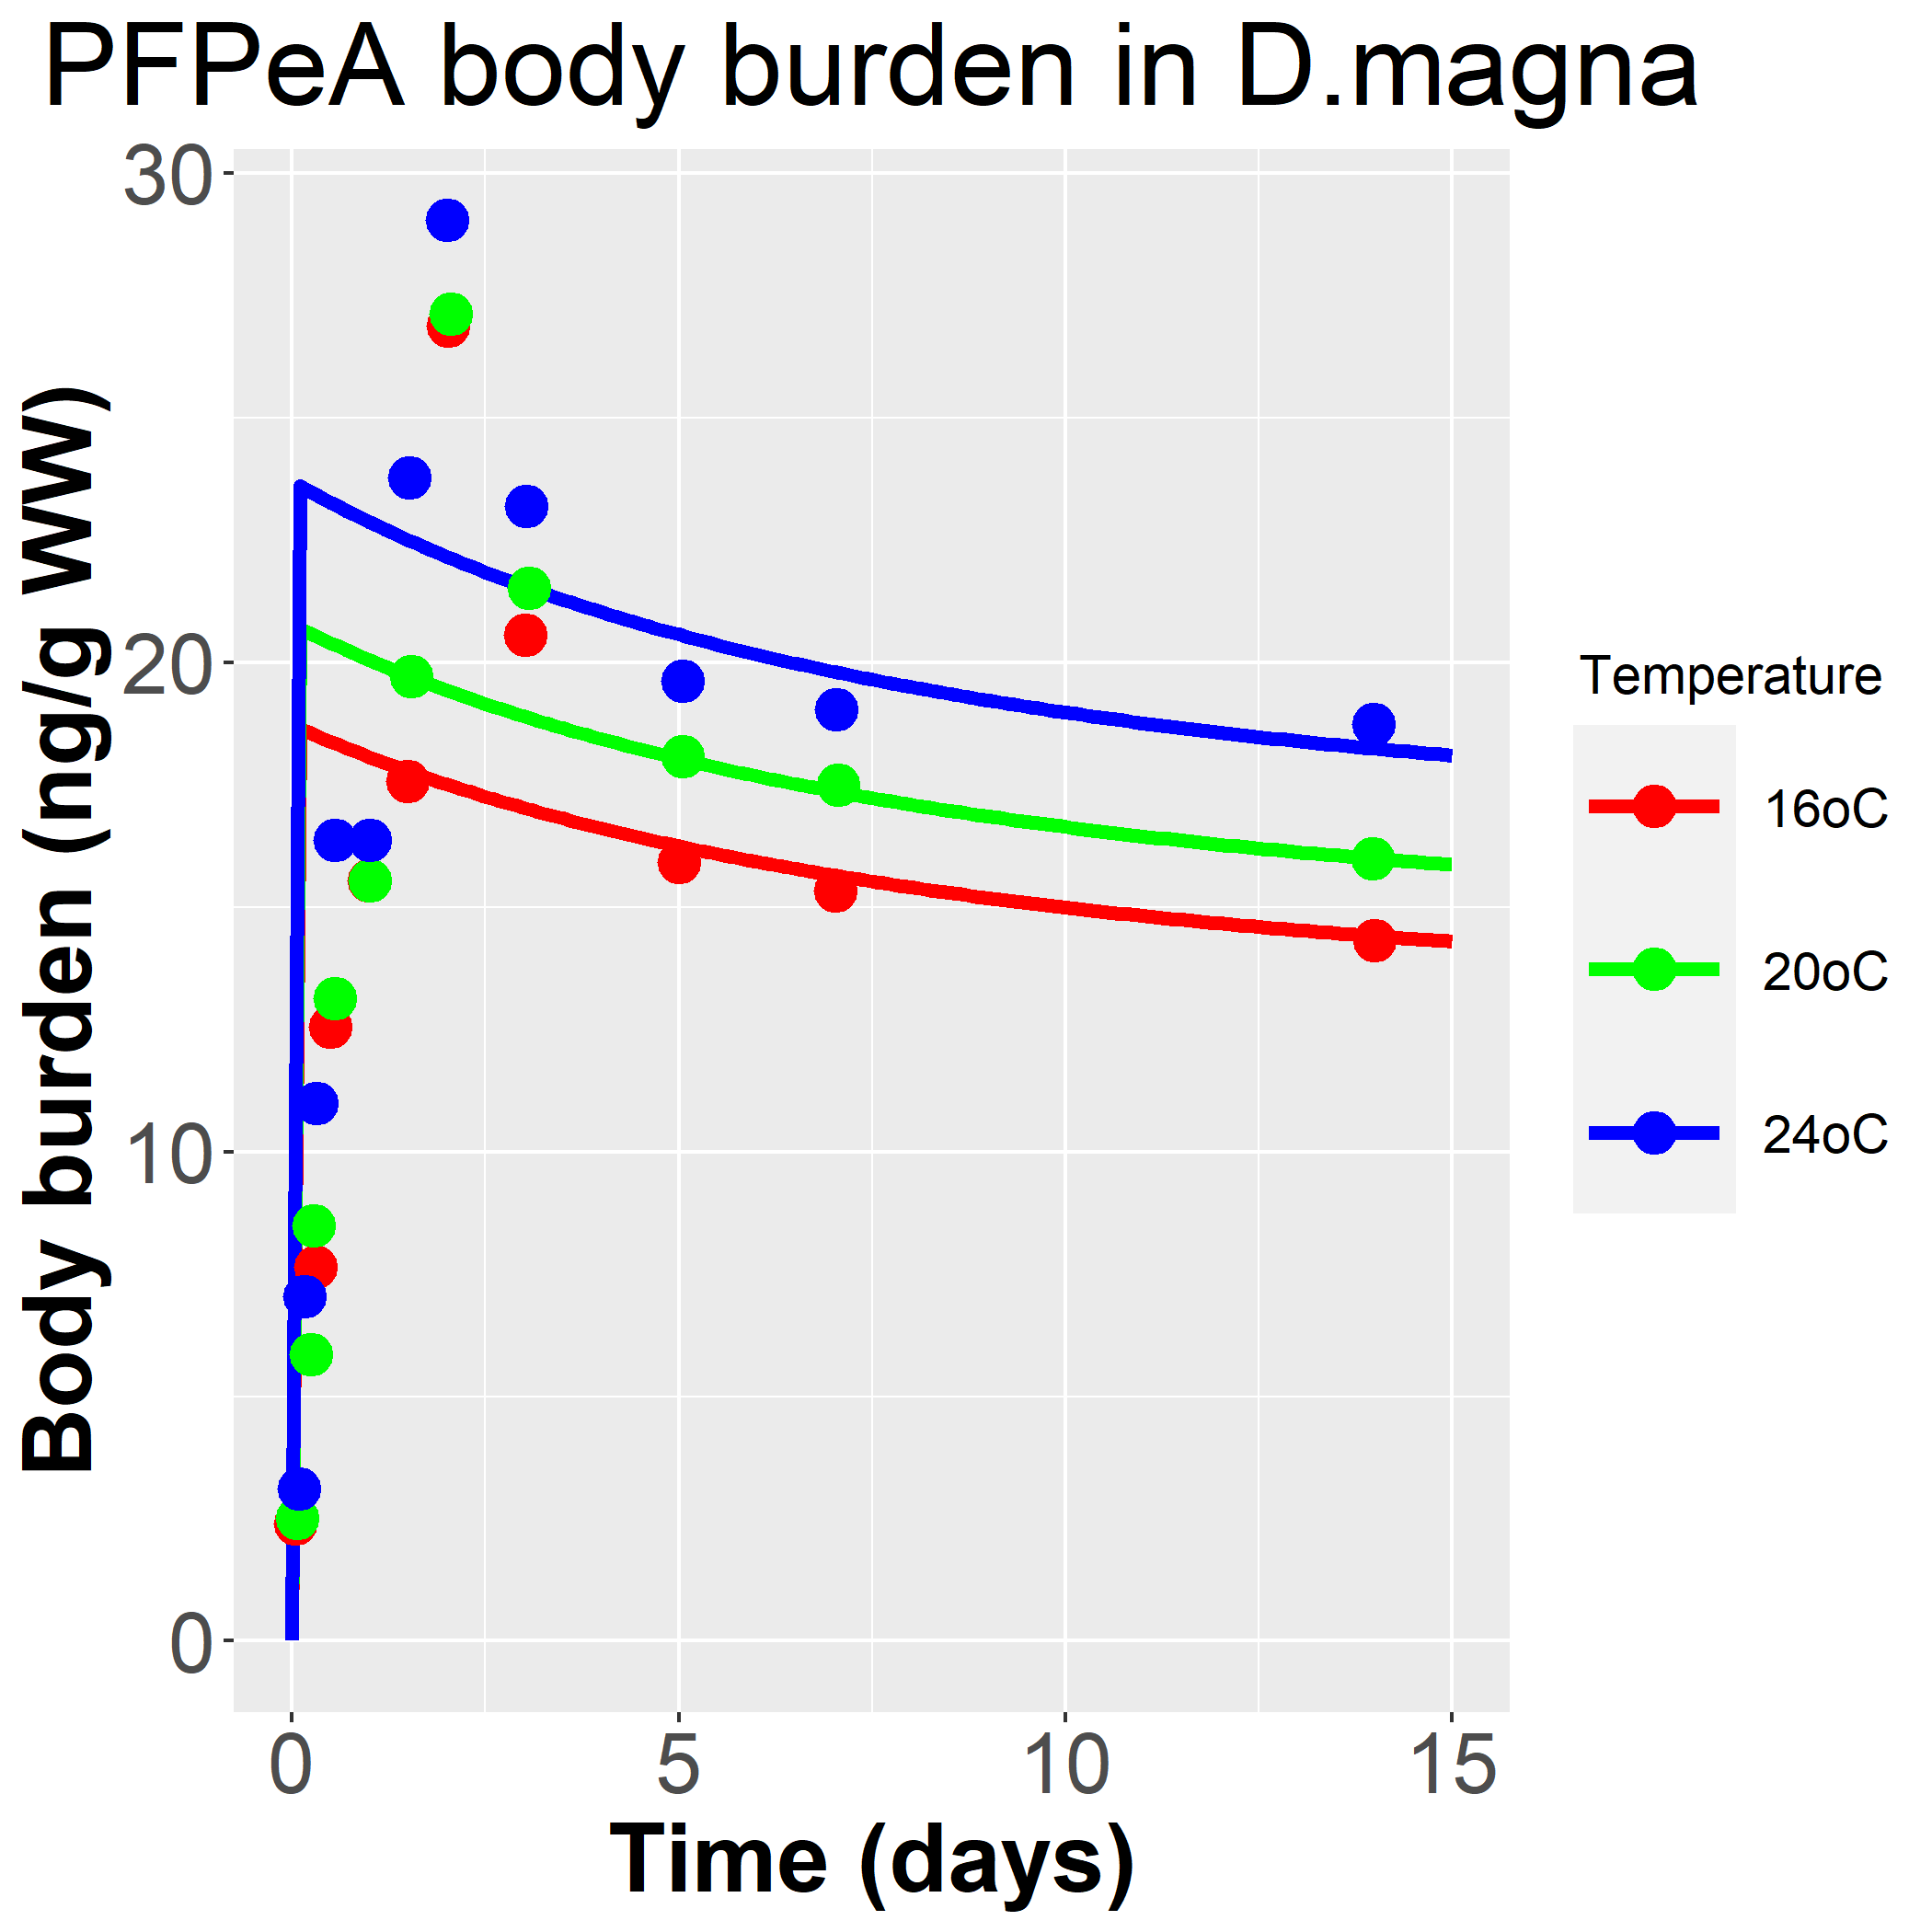 PFPeA body burden in D.magna
30
20
10
0
Body burden (ng/g WW)
0 5 10 15
Time (days)
Temperature
16oC
20oC
24oC